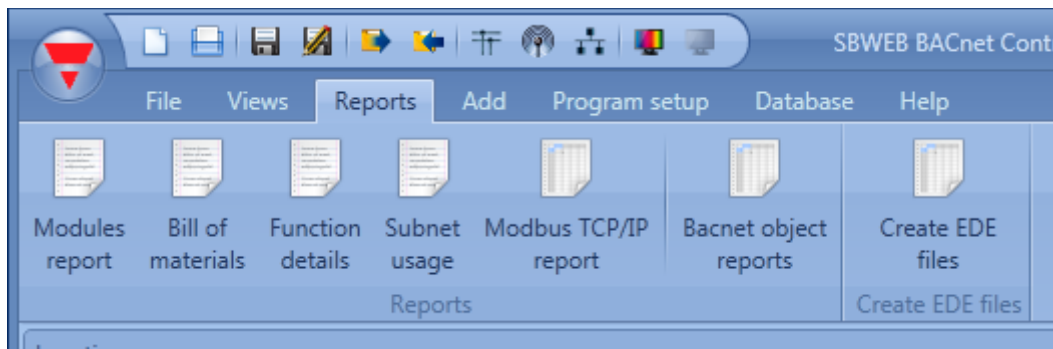 SBWEB BACnet Cont
File Views Reports Add Program setup Database Help
Modules report
Bill of materials
Function details
Subnet usage
Modbus TCP/IP report
Bacnet object reports
Create EDE files
Reports
Create EDE files